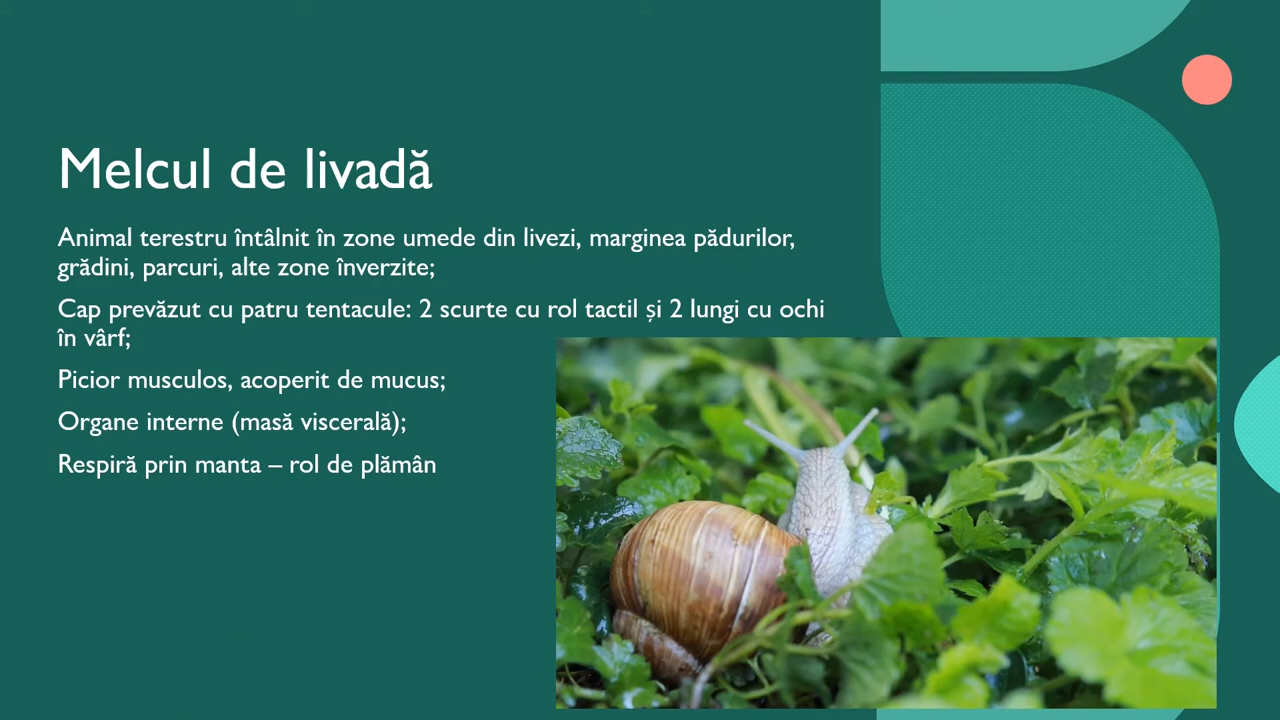 Melcul de livadă
Animal terestru întâlnit în zone umede din livezi, marginea pădurilor,
grădini, parcuri, alte zone înverzite;
Cap prevăzut cu patru tentacule: 2 scurte cu rol tactil și 2 lungi cu ochi
în vârf;
Picior musculos, acoperit de mucus;
Organe interne (masă viscerală);
Respiră prin manta – rol de plămân